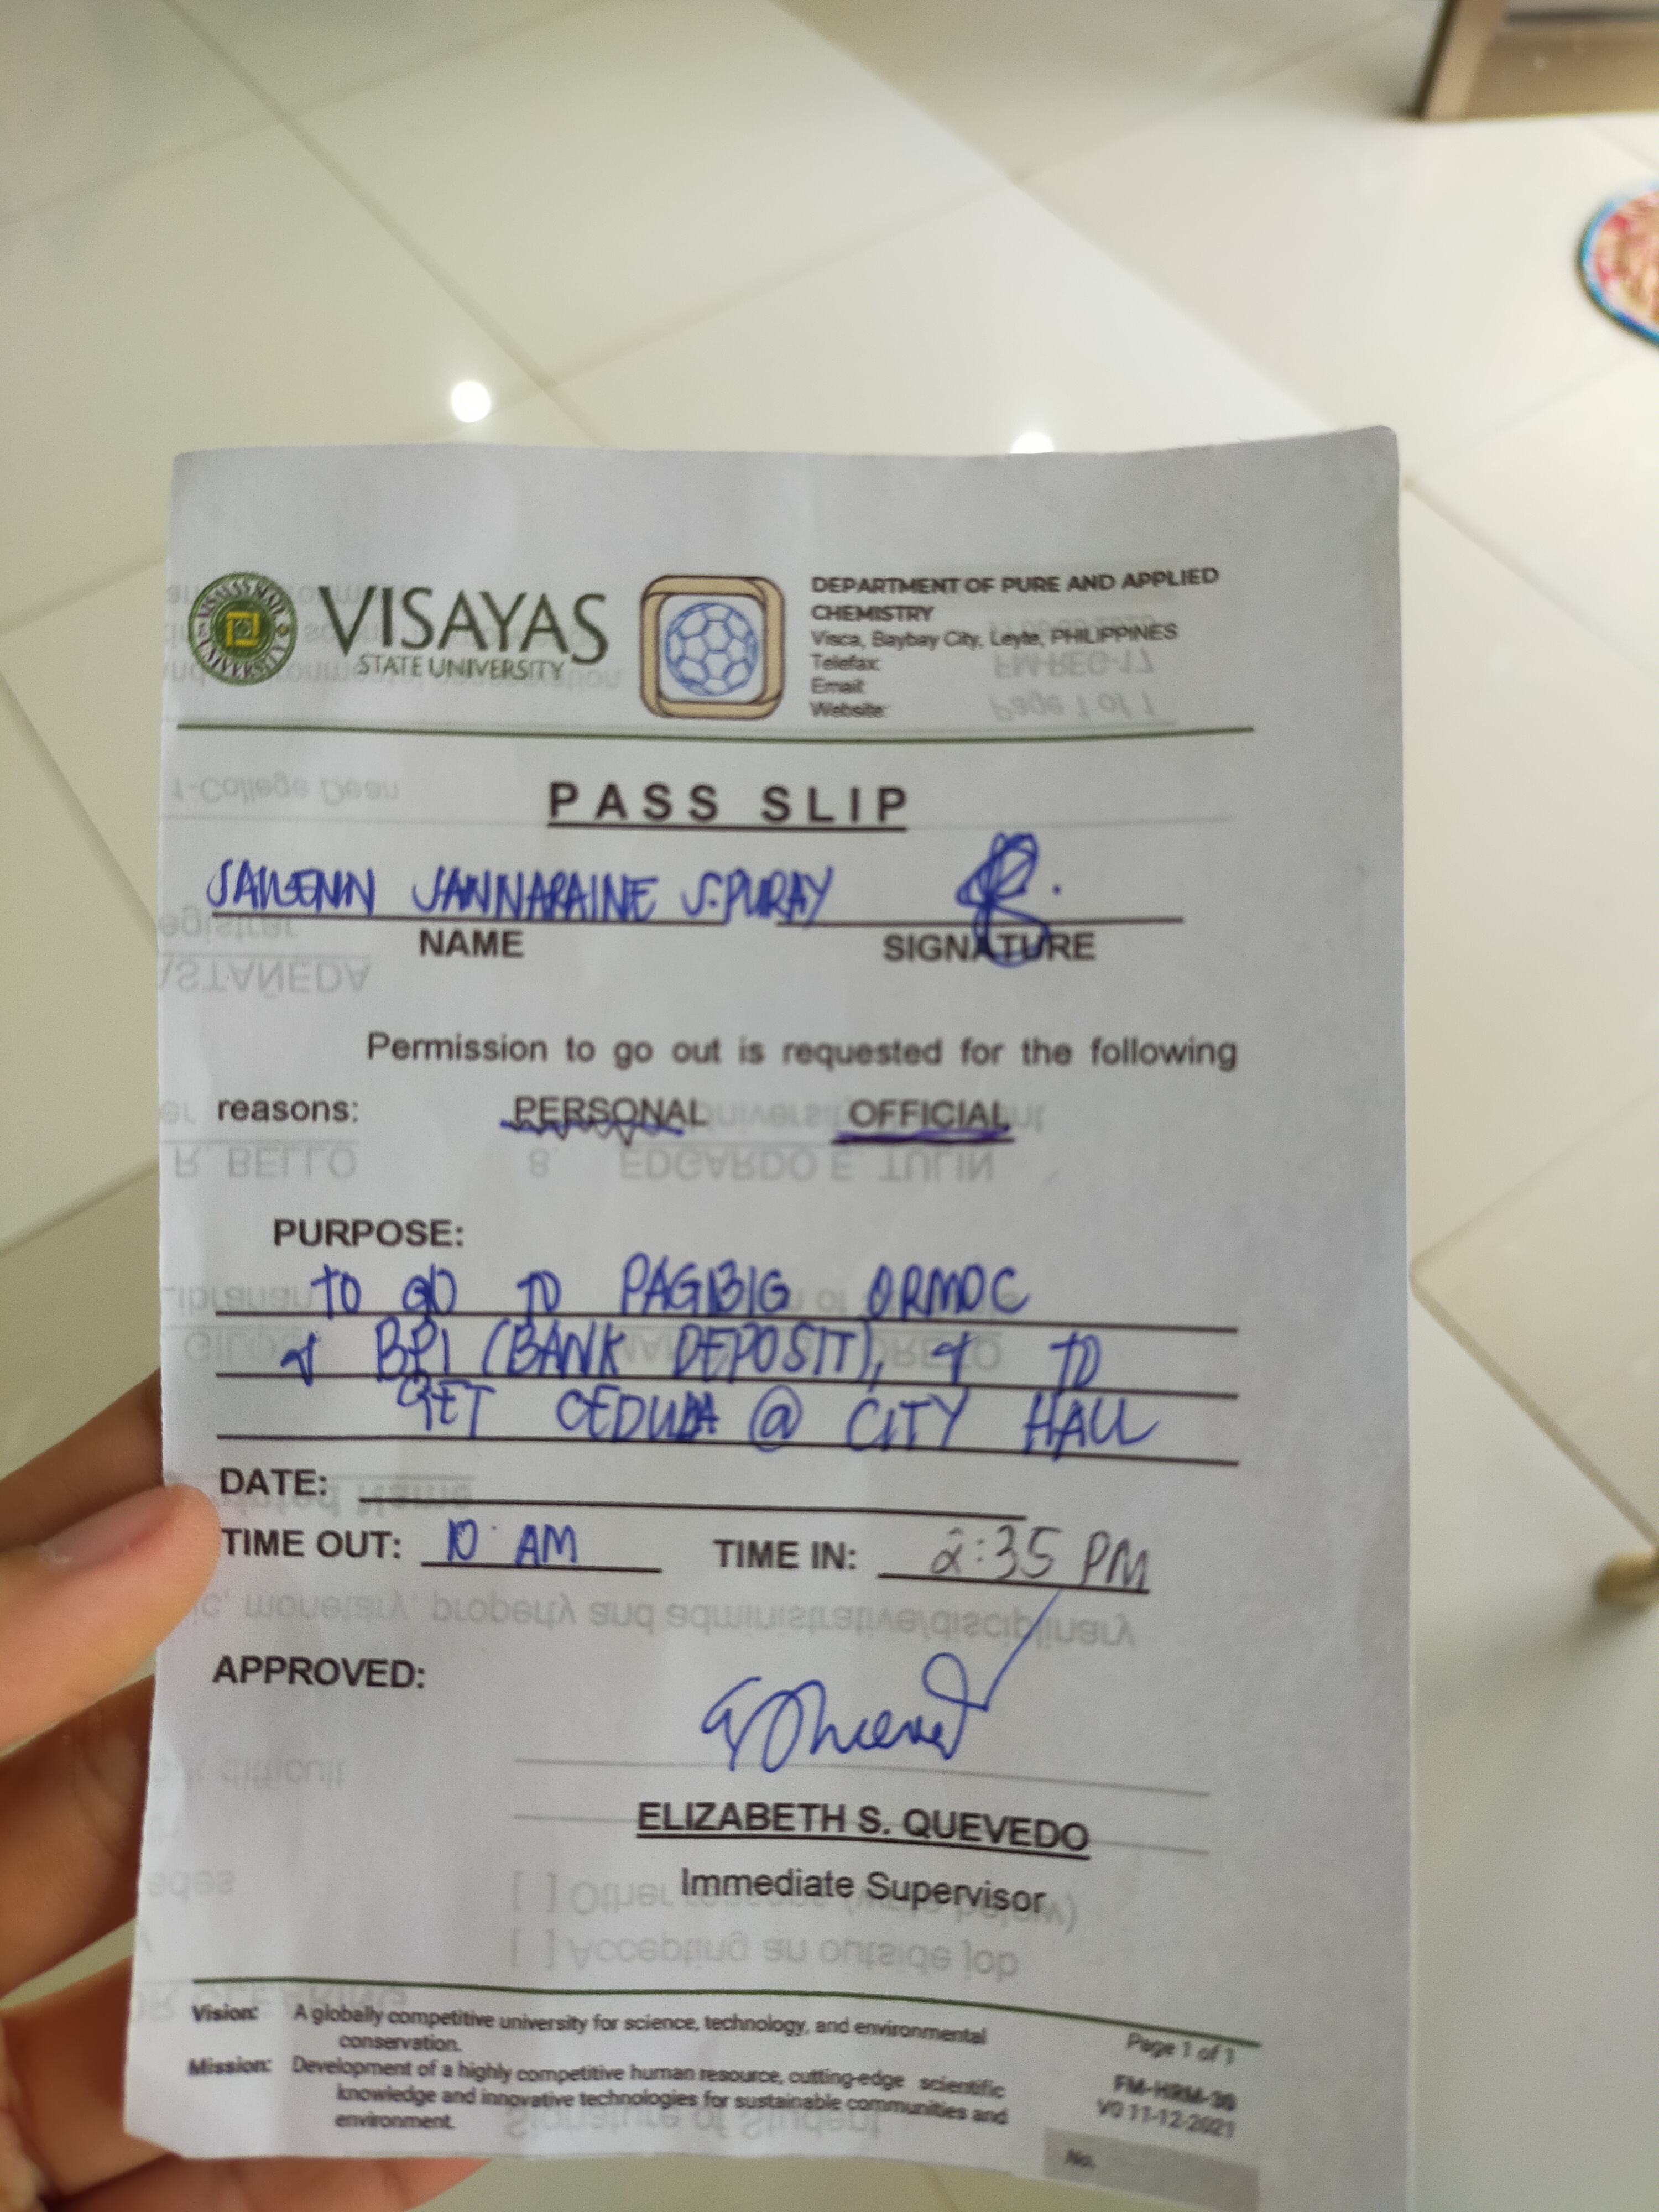 VISAYAS
STATE UNIVERSITY
DEPARTMENT OF PURE AND APPLIED
CHEMISTRY
Visca, Baybay City, Leyte, PHILIPPINES
Telefax:
Email:
Website:
PASS SLIP
JANNARAINE S. PURAY
NAME
SIGNATURE
Permission to go out is requested for the following
reasons: PERSONAL OFFICIAL
PURPOSE:
TO GO TO PAGIBIG ORMOC
& BPI (BANK DEPOSIT), & TO
GET CEDULA @ CITY HALL
DATE:
TIME OUT: 10 AM TIME IN: 2:35 PM
APPROVED:
ELIZABETH S. QUEVEDO
Immediate Supervisor
Vision: A globally competitive university for science, technology, and environmental
conservation.
Mission: Development of a highly competitive human resource, cutting-edge scientific
knowledge and innovative technologies for sustainable communities and
environment.
Page 1 of 1
FM-HRM-36
V0 11-12-2021
No.